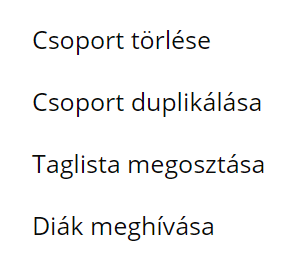 Csoport törlése
Csoport duplikálása
Taglista megosztása
Diák meghívása